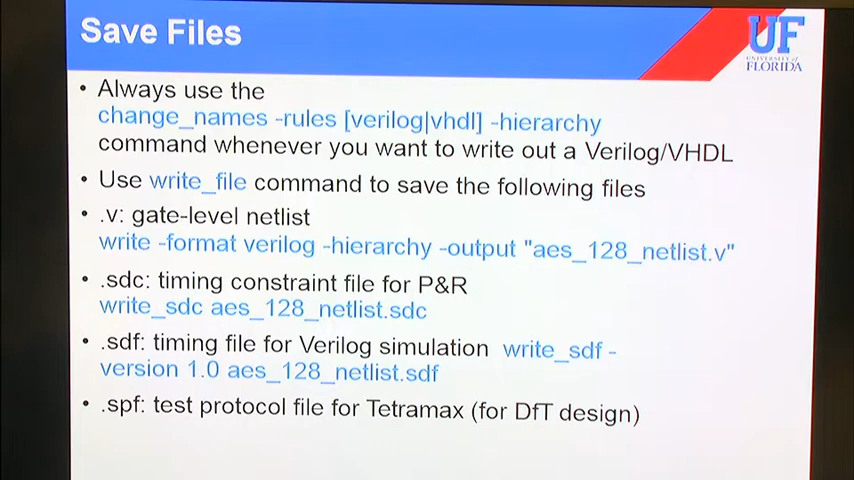 Save Files
UF
UNIVERSITY of
FLORIDA
• Always use the
change_names -rules [verilog|vhdl] -hierarchy
command whenever you want to write out a Verilog/VHDL
• Use write_file command to save the following files
• .v: gate-level netlist
write -format verilog -hierarchy -output "aes_128_netlist.v"
• .sdc: timing constraint file for P&R
write_sdc aes_128_netlist.sdc
• .sdf: timing file for Verilog simulation write_sdf -
version 1.0 aes_128_netlist.sdf
• .spf: test protocol file for Tetramax (for DfT design)